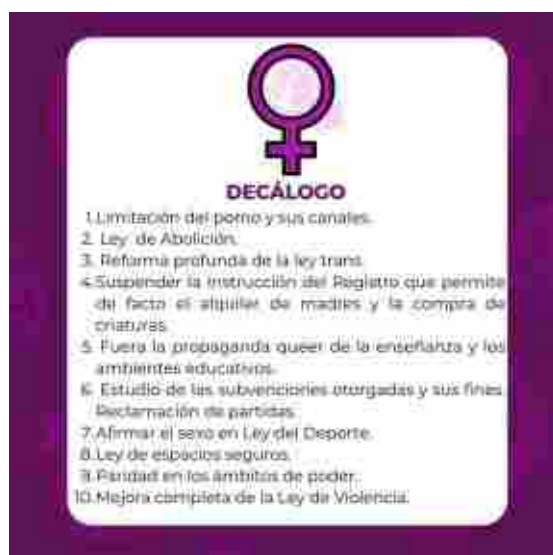 DECÁLOGO
1. Limitación del porno y sus canales.
2. Ley de Abolición.
3. Reforma profunda de la ley trans.
4. Suspender la Instrucción del Registro que permite
de facto el alquiler de madres y la compra de
criaturas.
5. Fuera la propaganda queer de la enseñanza y los
ambientes educativos.
6. Estudio de las subvenciones otorgadas y sus fines.
Reclamación de partidas.
7. Afirmar el sexo en Ley del Deporte.
8. Ley de espacios seguros.
9. Paridad en los ámbitos de poder.
10. Mejora completa de la Ley de Violencia.